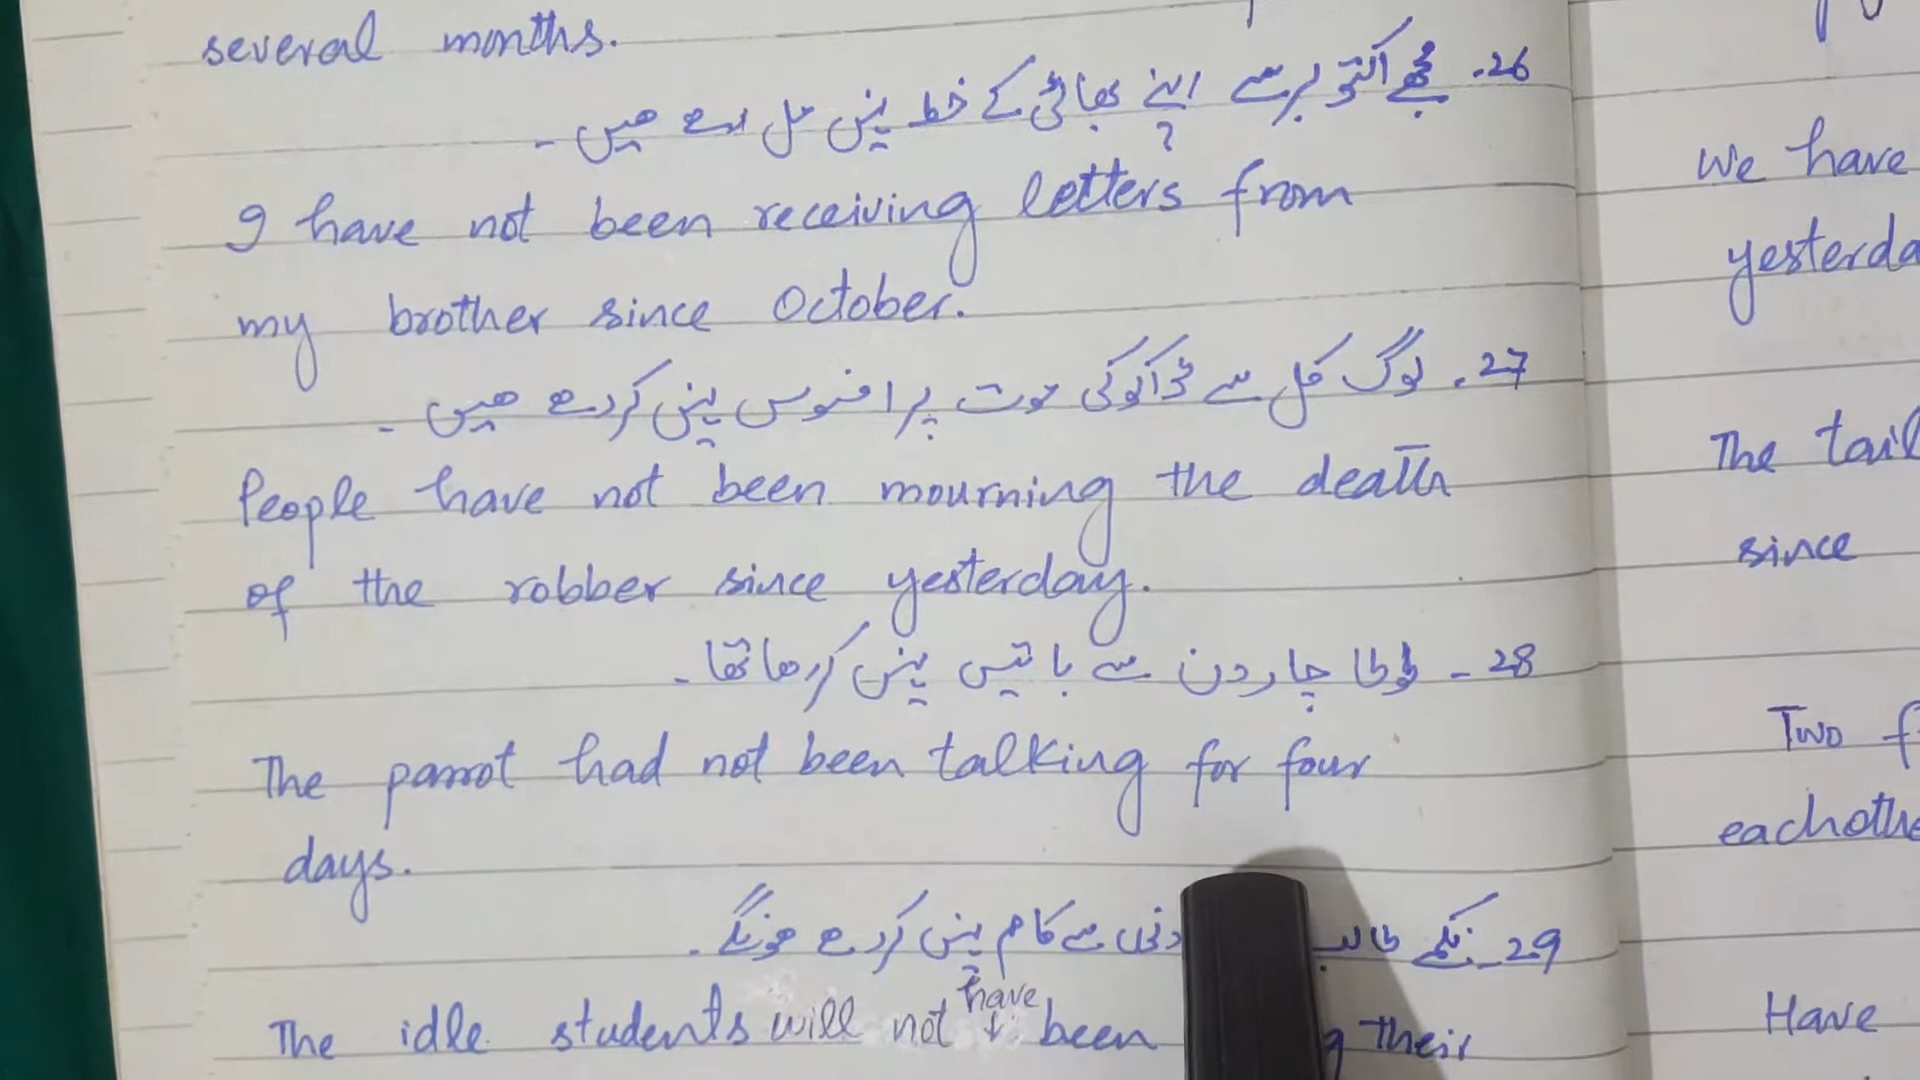 several months.
26. مجھے اکتوبر سے اپنے بھائی کے خط نہیں مل رہے ہیں ۔
I have not been receiving letters from
my brother since October.
27. لوگ کل سے ڈاکو کی موت پر افسوس نہیں کر رہے ہیں ۔
People have not been mourning the death
of the robber since yesterday.
28 ۔ طوطا چار دن سے باتیں نہیں کر رہا تھا ۔
The parrot had not been talking for four
days.
29 ۔ نکمے طالب دنوں سے کام نہیں کر رہے ہونگے ۔
have
The idle students will not been their
We have
yesterda
The tail
since
Two f
eachothe
Have